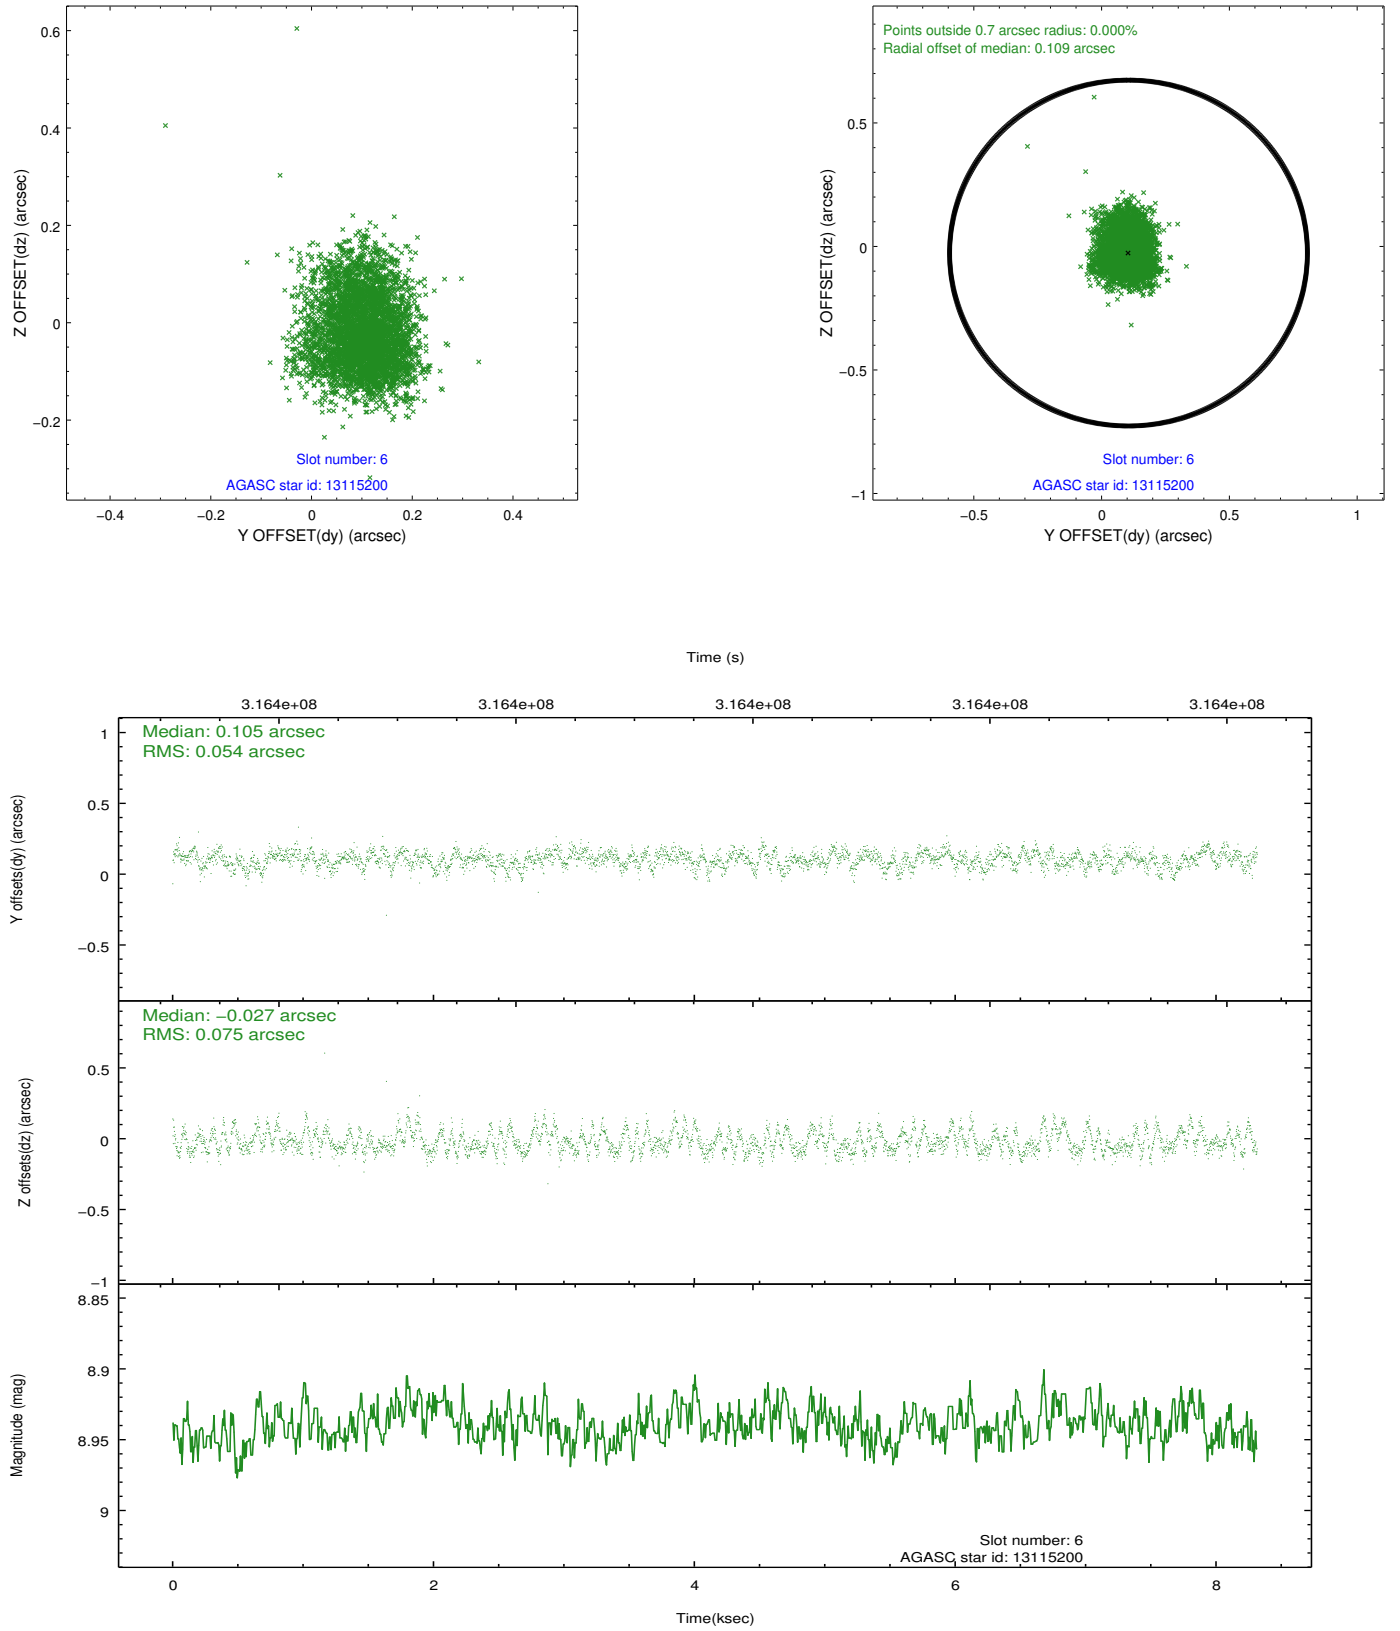 0.6
0.4
0.2
0
−0.2
Z OFFSET(dz) (arcsec)
Slot number: 6
AGASC star id: 13115200
−0.4
−0.2
0
0.2
0.4
Y OFFSET(dy) (arcsec)
Points outside 0.7 arcsec radius: 0.000%
Radial offset of median: 0.109 arcsec
0.5
0
−0.5
−1
Z OFFSET(dz) (arcsec)
Slot number: 6
AGASC star id: 13115200
−0.5
0
0.5
1
Y OFFSET(dy) (arcsec)
Time (s)
3.164e+08
3.164e+08
3.164e+08
3.164e+08
3.164e+08
Median: 0.105 arcsec
RMS: 0.054 arcsec
1
0.5
0
−0.5
Y offsets(dy) (arcsec)
Median: −0.027 arcsec
RMS: 0.075 arcsec
0.5
0
−0.5
−1
Z offsets(dz) (arcsec)
8.85
8.9
8.95
9
Magnitude (mag)
Slot number: 6
AGASC star id: 13115200
0
2
4
6
8
Time(ksec)